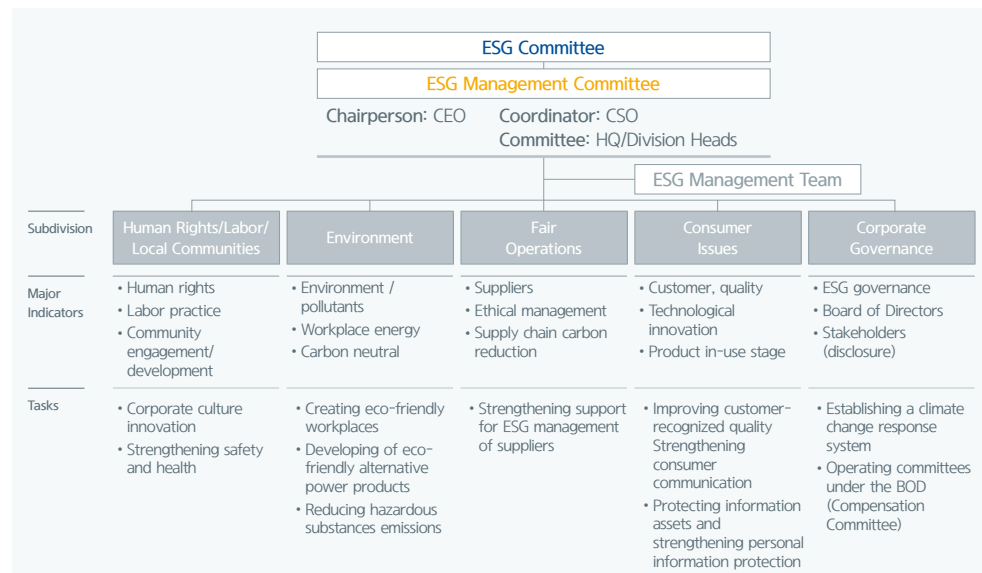 ESG Committee
ESG Management Committee
Chairperson: CEO
Coordinator: CSO
Committee: HQ/Division Heads
ESG Management Team
Subdivision
Human Rights/Labor/
Local Communities
Environment
Fair
Operations
Consumer
Issues
Corporate
Governance
Major
Indicators
• Human rights
• Labor practice
• Community
engagement/
development
• Environment /
pollutants
• Workplace energy
• Carbon neutral
• Suppliers
• Ethical management
• Supply chain carbon
reduction
• Customer, quality
• Technological
innovation
• Product in-use stage
• ESG governance
• Board of Directors
• Stakeholders
(disclosure)
Tasks
• Corporate culture
innovation
• Strengthening safety
and health
• Creating eco-friendly
workplaces
• Developing of eco-
friendly alternative
power products
• Reducing hazardous
substances emissions
• Strengthening support
for ESG management
of suppliers
• Improving customer-
recognized quality
Strengthening
consumer
communication
• Protecting information
assets and
strengthening personal
information protection
• Establishing a climate
change response
system
• Operating committees
under the BOD
(Compensation
Committee)